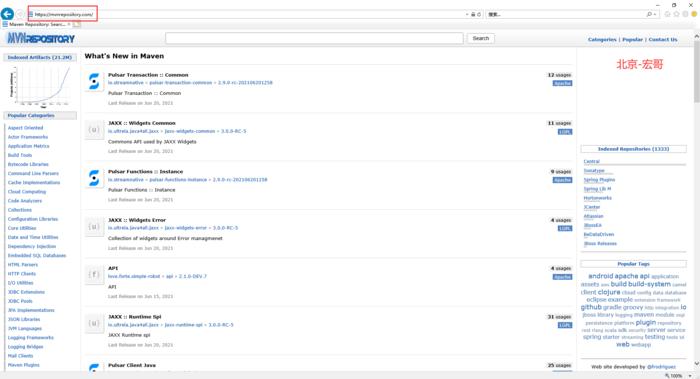 https://mvnrepository.com/
搜索...
Maven Repository: Searc...
MVNREPOSITORY
Search
Categories | Popular | Contact Us
Indexed Artifacts (21.2M)
Popular Categories
Aspect Oriented
Actor Frameworks
Application Metrics
Build Tools
Bytecode Libraries
Command Line Parsers
Cache Implementations
Cloud Computing
Code Analyzers
Collections
Configuration Libraries
Core Utilities
Date and Time Utilities
Dependency Injection
Embedded SQL Databases
HTML Parsers
HTTP Clients
I/O Utilities
JDBC Extensions
JDBC Pools
JPA Implementations
JSON Libraries
JVM Languages
Logging Frameworks
Logging Bridges
Mail Clients
Maven Plugins
What's New in Maven
Pulsar Transaction :: Common
12 usages
io.streamnative » pulsar-transaction-common » 2.9.0-rc-202106201258
Apache
Pulsar Transaction :: Common
Last Release on Jun 20, 2021
JAXX :: Widgets Common
11 usages
io.ultreia.java4all.jaxx » jaxx-widgets-common » 3.0.0-RC-5
LGPL
Commons API used by JAXX Widgets
Last Release on Jun 20, 2021
Pulsar Functions :: Instance
9 usages
io.streamnative » pulsar-functions-instance » 2.9.0-rc-202106201258
Apache
Pulsar Functions :: Instance
Last Release on Jun 20, 2021
JAXX :: Widgets Error
4 usages
io.ultreia.java4all.jaxx » jaxx-widgets-error » 3.0.0-RC-5
LGPL
Collection of widgets around Error managmenet
Last Release on Jun 20, 2021
API
4 usages
love.forte.simple-robot » api » 2.1.0-DEV.7
Apache
API
Last Release on Jun 15, 2021
JAXX :: Runtime Spi
31 usages
io.ultreia.java4all.jaxx » jaxx-runtime-spi » 3.0.0-RC-5
LGPL
JAXX Runtime spi
Last Release on Jun 20, 2021
Pulsar Client Java
25 usages
北京-宏哥
Indexed Repositories (1333)
Central
Sonatype
Spring Plugins
Spring Lib M
Hortonworks
JCenter
Atlassian
JBossEA
BeDataDriven
JBoss Releases
Popular Tags
android apache api application
assets aws build build-system camel
client clojure cloud config data database
eclipse example extension framework
github gradle groovy http integration io
jboss library logging maven module osgi
persistence platform plugin repository
rest rlang scala sdk security server service
spring starter streaming testing tools ui
web webapp
Web site developed by @frodriguez
100%